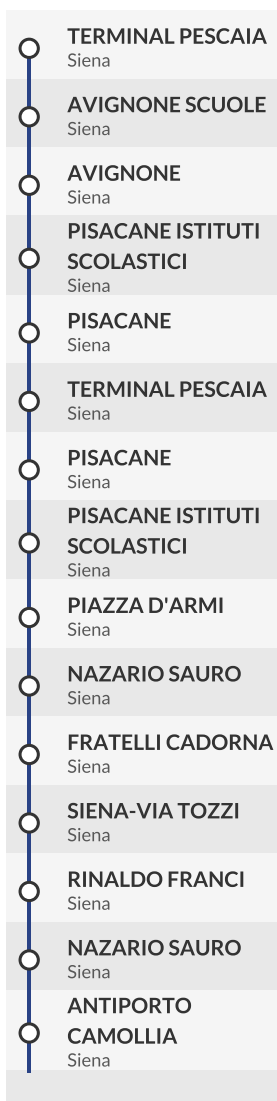 TERMINAL PESCAIA
Siena
AVIGNONE SCUOLE
Siena
AVIGNONE
Siena
PISACANE ISTITUTI
SCOLASTICI
Siena
PISACANE
Siena
TERMINAL PESCAIA
Siena
PISACANE
Siena
PISACANE ISTITUTI
SCOLASTICI
Siena
PIAZZA D'ARMI
Siena
NAZARIO SAURO
Siena
FRATELLI CADORNA
Siena
SIENA-VIA TOZZI
Siena
RINALDO FRANCI
Siena
NAZARIO SAURO
Siena
ANTIPORTO
CAMOLLIA
Siena